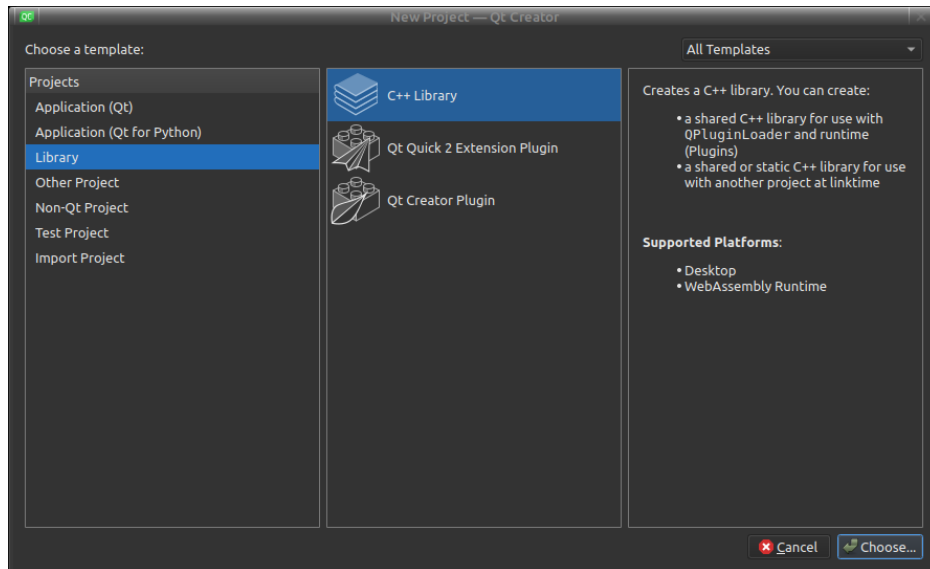 QC
New Project — Qt Creator
Choose a template:
All Templates
Projects
Application (Qt)
Application (Qt for Python)
Library
Other Project
Non-Qt Project
Test Project
Import Project
C++ Library
Qt Quick 2 Extension Plugin
Qt Creator Plugin
Creates a C++ library. You can create:
• a shared C++ library for use with
QPluginLoader and runtime
(Plugins)
• a shared or static C++ library for use
with another project at linktime
Supported Platforms:
• Desktop
• WebAssembly Runtime
Cancel
Choose...